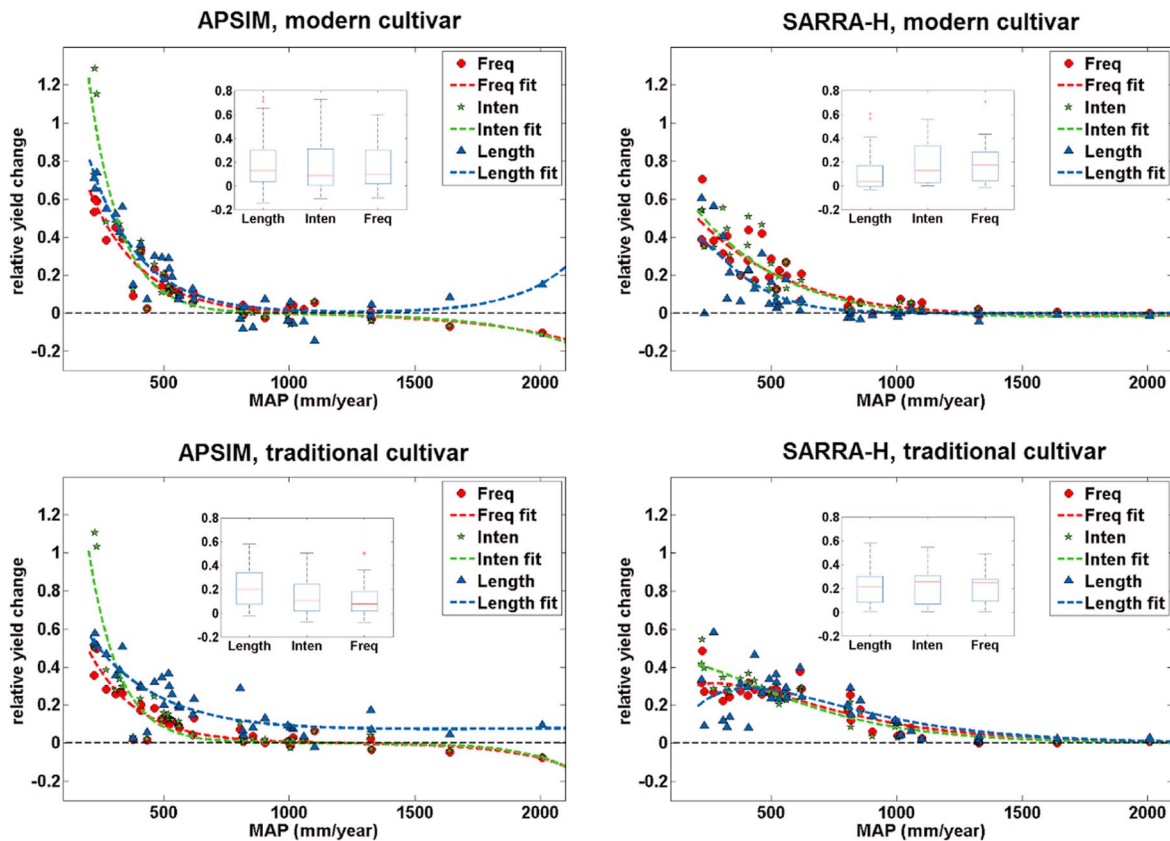 APSIM, modern cultivar
relative yield change
1.2
1
0.8
0.6
0.4
0.2
0
-0.2
500
1000
1500
2000
MAP (mm/year)
Freq
Freq fit
Inten
Inten fit
Length
Length fit
0.8
0.6
0.4
0.2
0
-0.2
Length
Inten
Freq
SARRA-H, modern cultivar
relative yield change
1.2
1
0.8
0.6
0.4
0.2
0
-0.2
500
1000
1500
2000
MAP (mm/year)
Freq
Freq fit
Inten
Inten fit
Length
Length fit
0.8
0.6
0.4
0.2
0
-0.2
Length
Inten
Freq
APSIM, traditional cultivar
relative yield change
1.2
1
0.8
0.6
0.4
0.2
0
-0.2
500
1000
1500
2000
MAP (mm/year)
Freq
Freq fit
Inten
Inten fit
Length
Length fit
0.8
0.6
0.4
0.2
0
-0.2
Length
Inten
Freq
SARRA-H, traditional cultivar
relative yield change
1.2
1
0.8
0.6
0.4
0.2
0
-0.2
500
1000
1500
2000
MAP (mm/year)
Freq
Freq fit
Inten
Inten fit
Length
Length fit
0.8
0.6
0.4
0.2
0
-0.2
Length
Inten
Freq